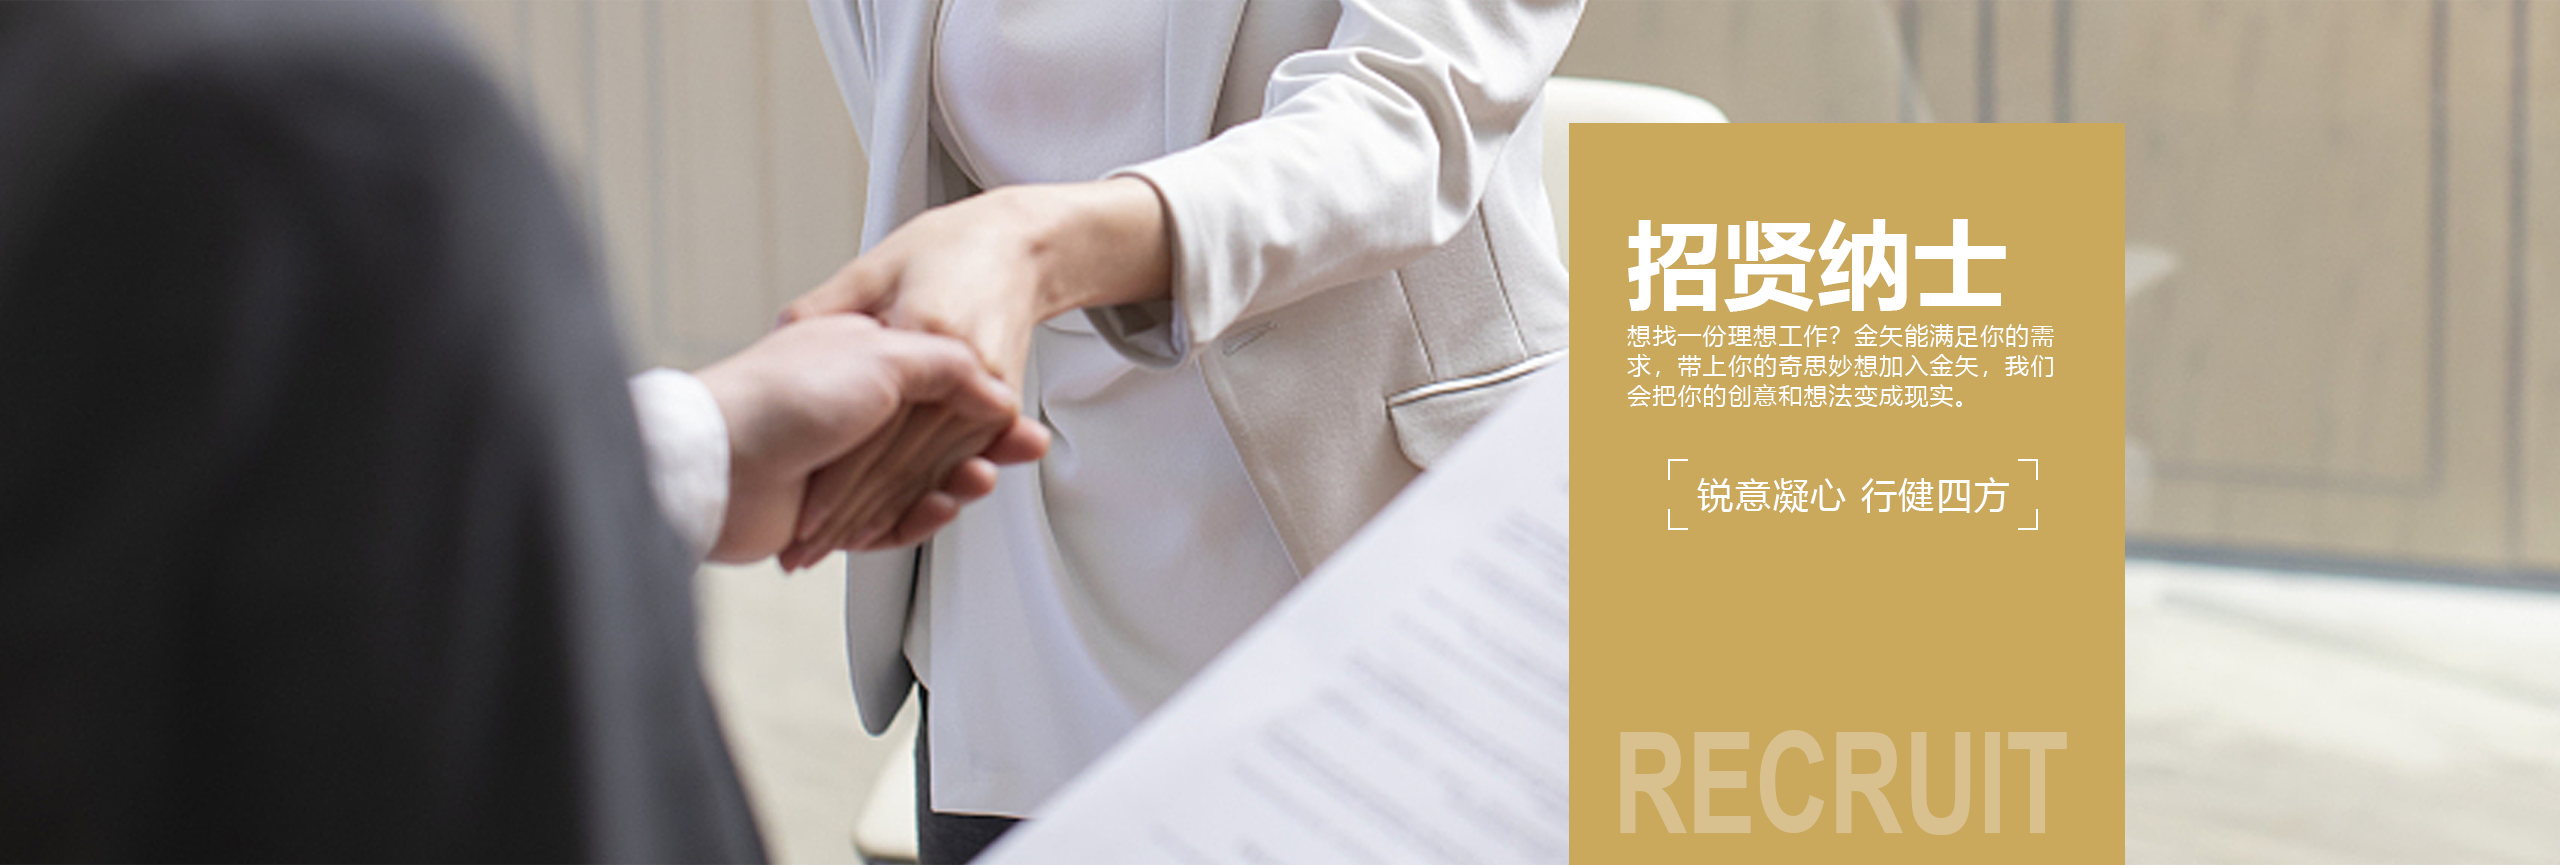 招贤纳士
想找一份理想工作？金矢能满足你的需
求，带上你的奇思妙想加入金矢，我们
会把你的创意和想法变成现实。
锐意凝心 行健四方
RECRUIT